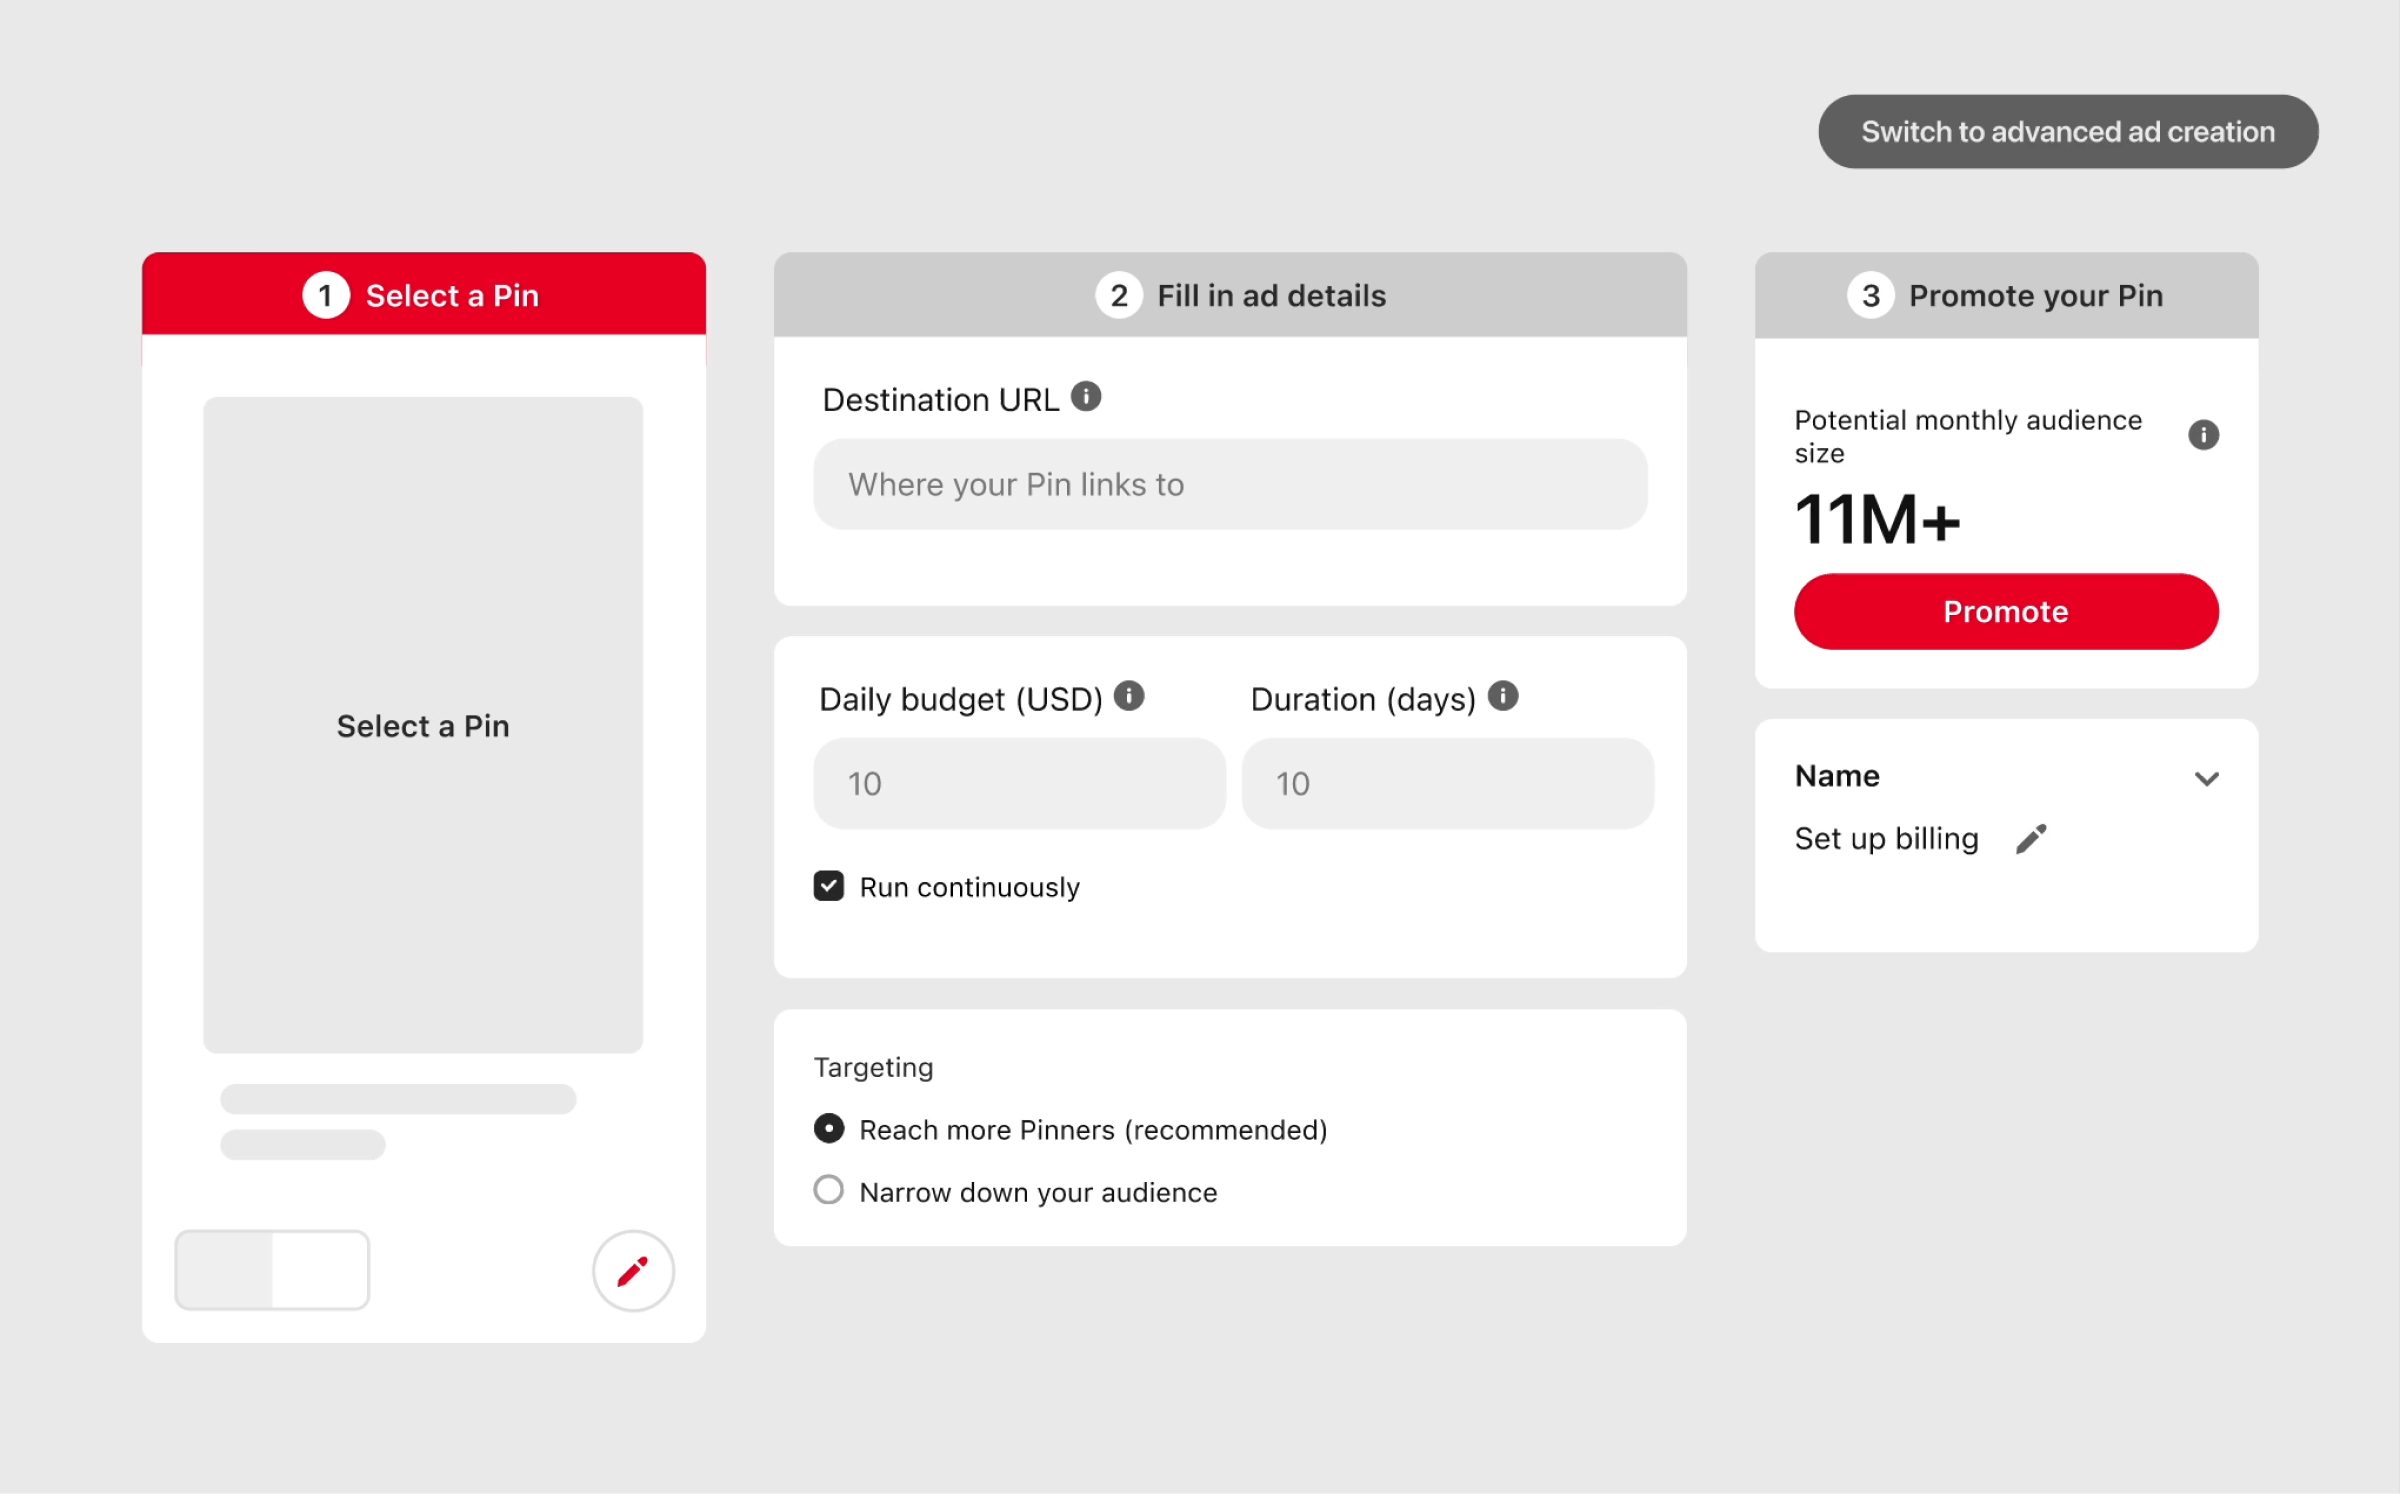 Switch to advanced ad creation
1 Select a Pin
Select a Pin
2 Fill in ad details
Destination URL
Where your Pin links to
Daily budget (USD)
Duration (days)
10
10
Run continuously
Targeting
Reach more Pinners (recommended)
Narrow down your audience
3 Promote your Pin
Potential monthly audience
size
11M+
Promote
Name
Set up billing